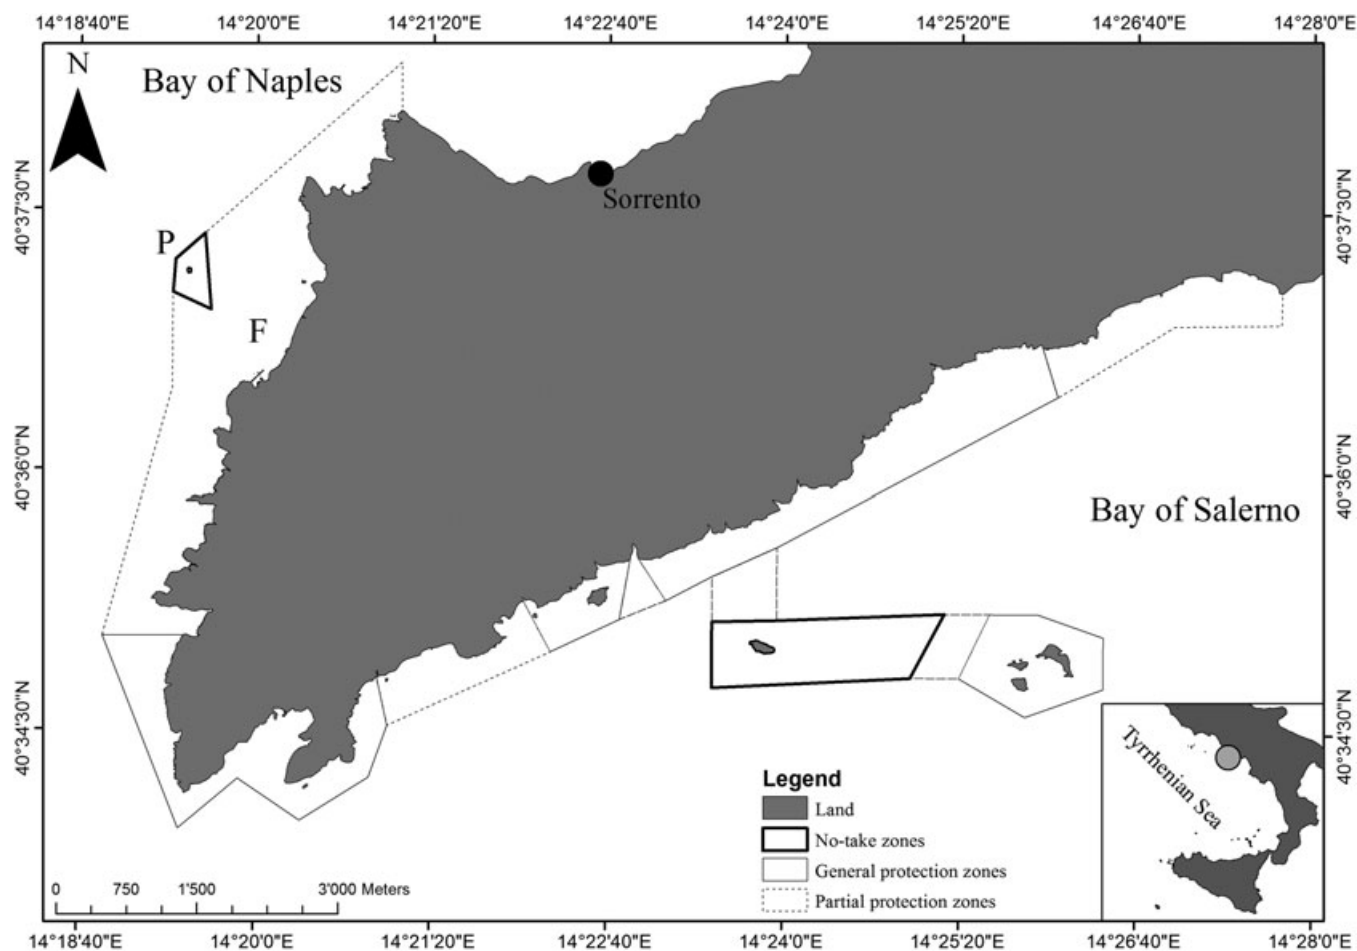 14°18'40"E 14°20'0"E 14°21'20"E 14°22'40"E 14°24'0"E 14°25'20"E 14°26'40"E 14°28'0"E
N
Bay of Naples
40°37'30"N
40°37'30"N
Sorrento
P
F
40°36'0"N
40°36'0"N
Bay of Salerno
40°34'30"N
40°34'30"N
Tyrrhenian Sea
Legend
Land
No-take zones
General protection zones
Partial protection zones
0 750 1'500 3'000 Meters
14°18'40"E 14°20'0"E 14°21'20"E 14°22'40"E 14°24'0"E 14°25'20"E 14°26'40"E 14°28'0"E